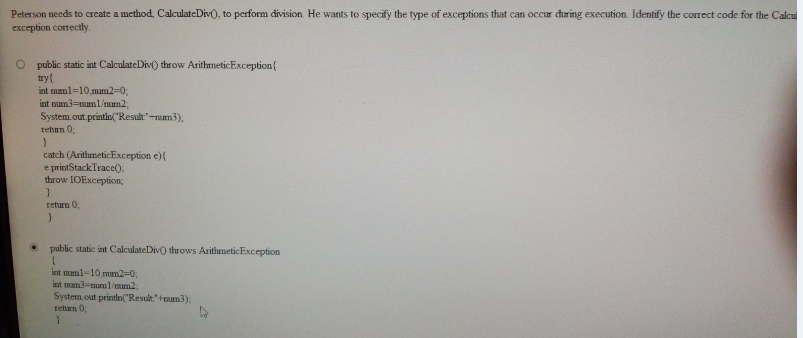 Peterson needs to create a method, CalculateDiv(), to perform division. He wants to specify the type of exceptions that can occur during execution. Identify the correct code for the Calcul
exception correctly.
public static int CalculateDiv() throw ArithmeticException{
try{
int num1=10,num2=0;
int num3=num1/num2;
System.out.println("Result:"+num3);
return 0;
}
catch (ArithmeticException e){
e.printStackTrace();
throw IOException;
}
return 0;
}
public static int CalculateDiv() throws ArithmeticException
{
int num1=10,num2=0;
int num3=num1/num2;
System.out.println("Result:"+num3);
return 0;
}